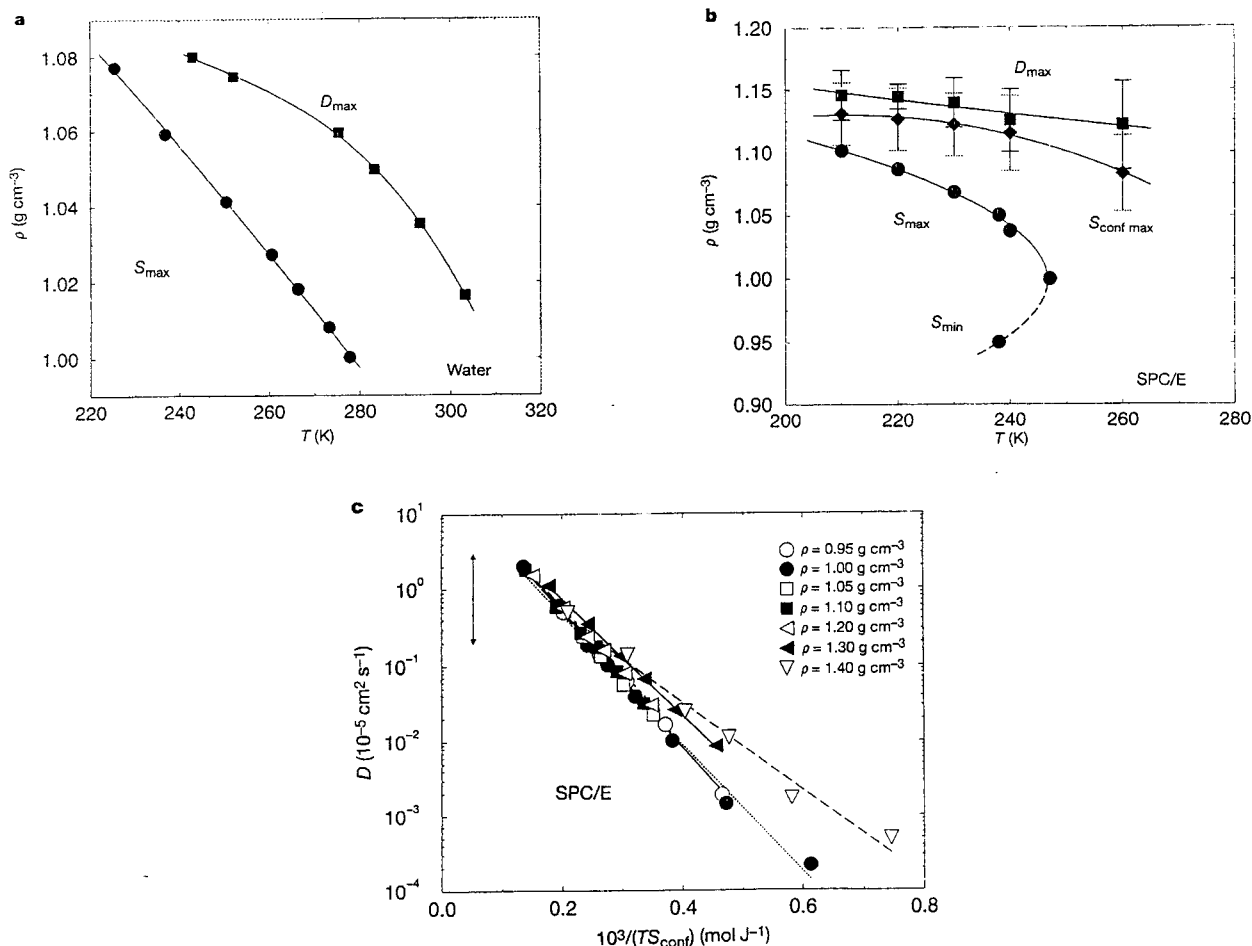 a
1.08
1.06
1.04
1.02
1.00
ρ (g cm⁻³)
D_max
S_max
Water
220 240 260 280 300 320
T (K)
b
1.20
1.15
1.10
1.05
1.00
0.95
0.90
ρ (g cm⁻³)
D_max
S_max
S_conf max
S_min
SPC/E
200 220 240 260 280
T (K)
c
10¹
10⁰
10⁻¹
10⁻²
10⁻³
10⁻⁴
D (10⁻⁵ cm² s⁻¹)
ρ = 0.95 g cm⁻³
ρ = 1.00 g cm⁻³
ρ = 1.05 g cm⁻³
ρ = 1.10 g cm⁻³
ρ = 1.20 g cm⁻³
ρ = 1.30 g cm⁻³
ρ = 1.40 g cm⁻³
SPC/E
0.0 0.2 0.4 0.6 0.8
10³/(TS_conf) (mol J⁻¹)